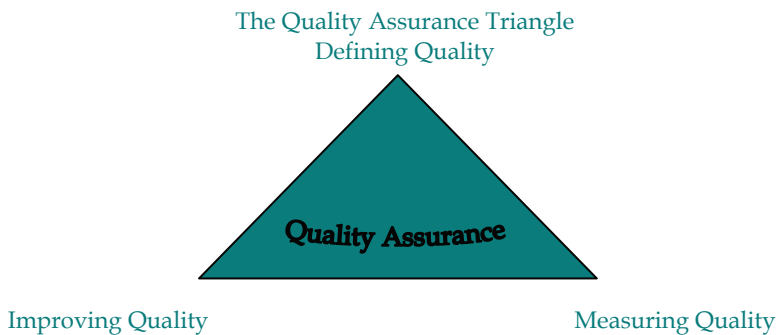 The Quality Assurance Triangle
Defining Quality
Quality Assurance
Improving Quality
Measuring Quality